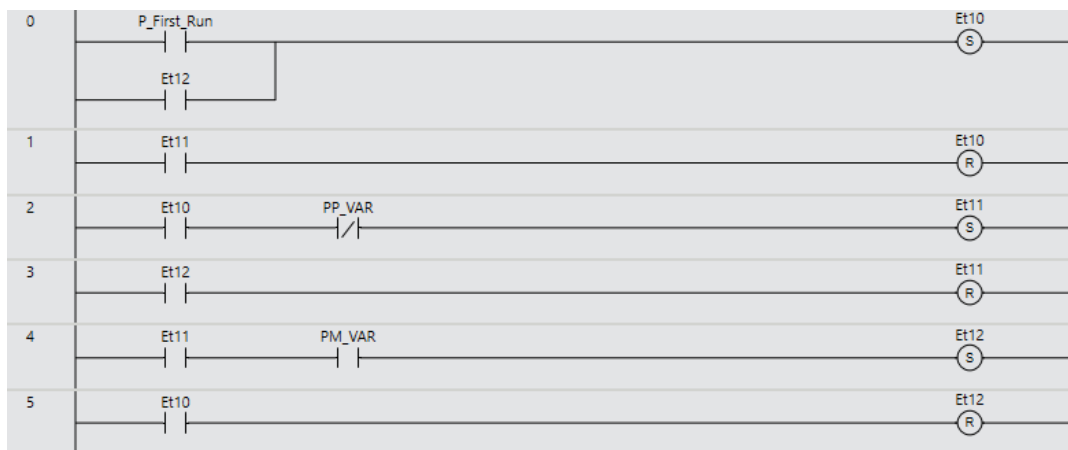 0
P_First_Run
Et10
S
Et12
1
Et11
Et10
R
2
Et10
PP_VAR
Et11
S
3
Et12
Et11
R
4
Et11
PM_VAR
Et12
S
5
Et10
Et12
R